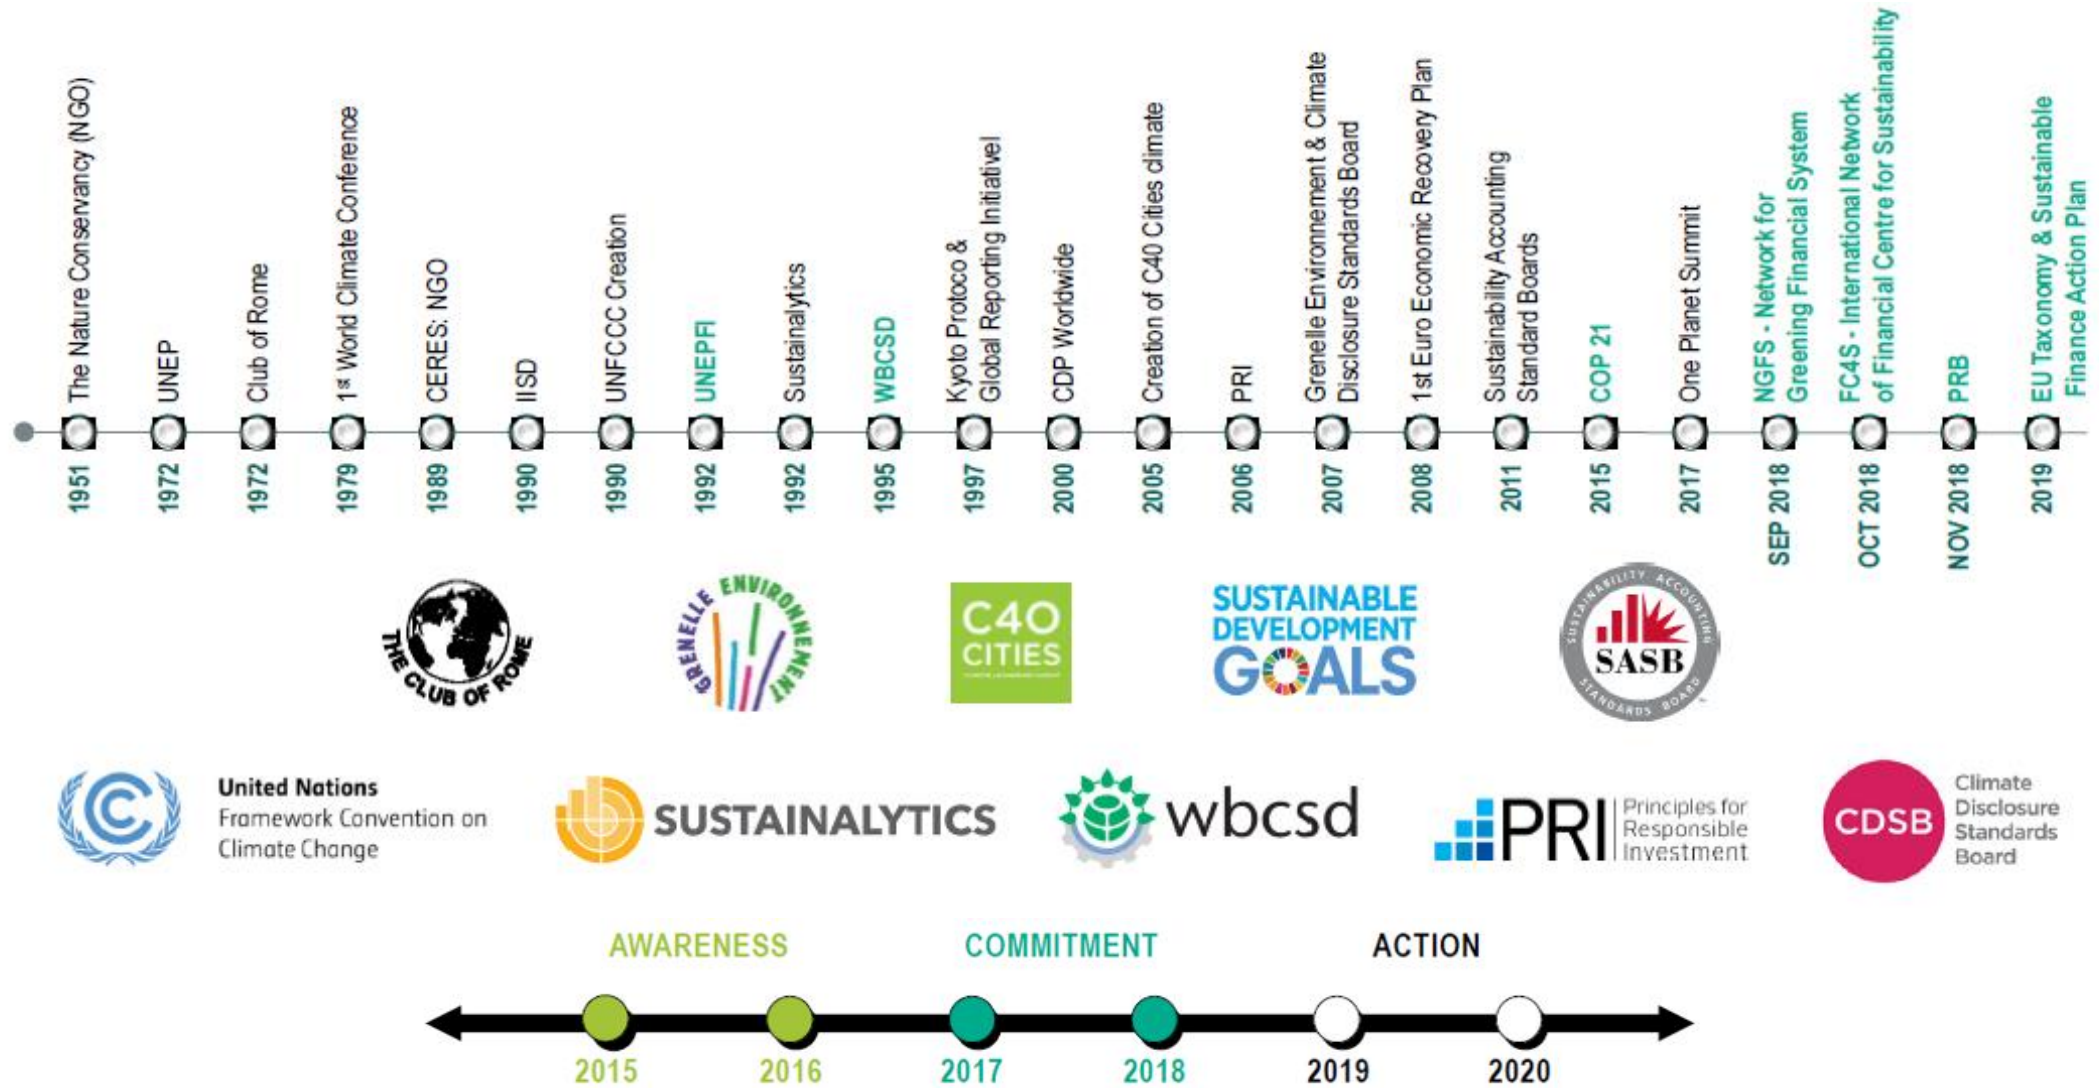 The Nature Conservancy (NGO)
UNEP
Club of Rome
1st World Climate Conference
CERES: NGO
IISD
UNFCCC Creation
UNEPFI
Sustainalytics
WBCSD
Kyoto Protoco &
Global Reporting Initiativel
CDP Worldwide
Creation of C40 Cities dimate
PRI
Grenelle Environnement & Climate
Disclosure Standards Board
1st Euro Economic Recovery Plan
Sustainability Accounting
Standard Boards
COP 21
One Planet Summit
NGFS - Network for
Greening Financial System
FC4S - International Network
of Financial Centre for Sustainability
PRB
EU Taxonomy & Sustainable
Finance Action Plan
1951
1972
1972
1979
1989
1990
1990
1992
1992
1995
1997
2000
2005
2006
2007
2008
2011
2015
2017
SEP 2018
OCT 2018
NOV 2018
2019
THE CLUB OF ROME
GRENELLE ENVIRONNEMENT
C40
CITIES
SUSTAINABLE
DEVELOPMENT
GOALS
SUSTAINABILITY ACCOUNTING
SASB
STANDARDS BOARD
United Nations
Framework Convention on
Climate Change
SUSTAINALYTICS
wbcsd
PRI
Principles for
Responsible
Investment
CDSB
Climate
Disclosure
Standards
Board
AWARENESS
COMMITMENT
ACTION
2015
2016
2017
2018
2019
2020